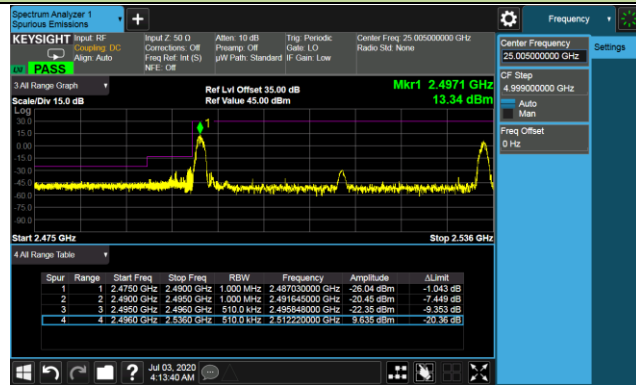 Spectrum Analyzer 1
Spurious Emissions
+
Frequency
KEYSIGHT Input: RF
Coupling: DC
Align: Auto
Input Z: 50 Ω
Corrections: Off
Freq Ref: Int (S)
NFE: Off
Atten: 10 dB
Preamp: Off
µW Path: Standard
Trig: Periodic
Gate: LO
IF Gain: Low
Center Freq: 25.005000000 GHz
Radio Std: None
PASS
Center Frequency
25.005000000 GHz
Settings
CF Step
4.999000000 GHz
Auto
Man
Freq Offset
0 Hz
3 All Range Graph
Ref Lvl Offset 35.00 dB
Mkr1 2.4971 GHz
Scale/Div 15.0 dB
Ref Value 45.00 dBm
13.34 dBm
Log
30.0
15.0
0.00
-15.0
-30.0
-45.0
-60.0
-75.0
-90.0
1
Start 2.475 GHz
Stop 2.536 GHz
4 All Range Table
Spur Range Start Freq Stop Freq RBW Frequency Amplitude ΔLimit
1 1 2.4750 GHz 2.4900 GHz 1.000 MHz 2.487030000 GHz -26.04 dBm -1.043 dB
2 2 2.4900 GHz 2.4950 GHz 1.000 MHz 2.491645000 GHz -20.45 dBm -7.449 dB
3 3 2.4950 GHz 2.4960 GHz 510.0 kHz 2.495848000 GHz -22.35 dBm -9.353 dB
4 4 2.4960 GHz 2.5360 GHz 510.0 kHz 2.512220000 GHz 9.635 dBm -20.36 dB
?
Jul 03, 2020
4:13:40 AM